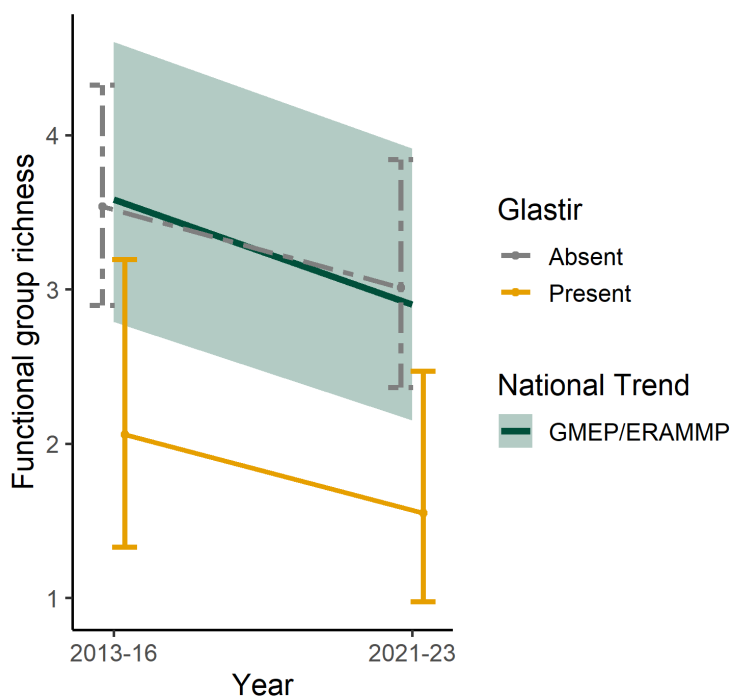 Functional group richness
4
3
2
1
2013-16
2021-23
Year
Glastir
Absent
Present
National Trend
GMEP/ERAMMP